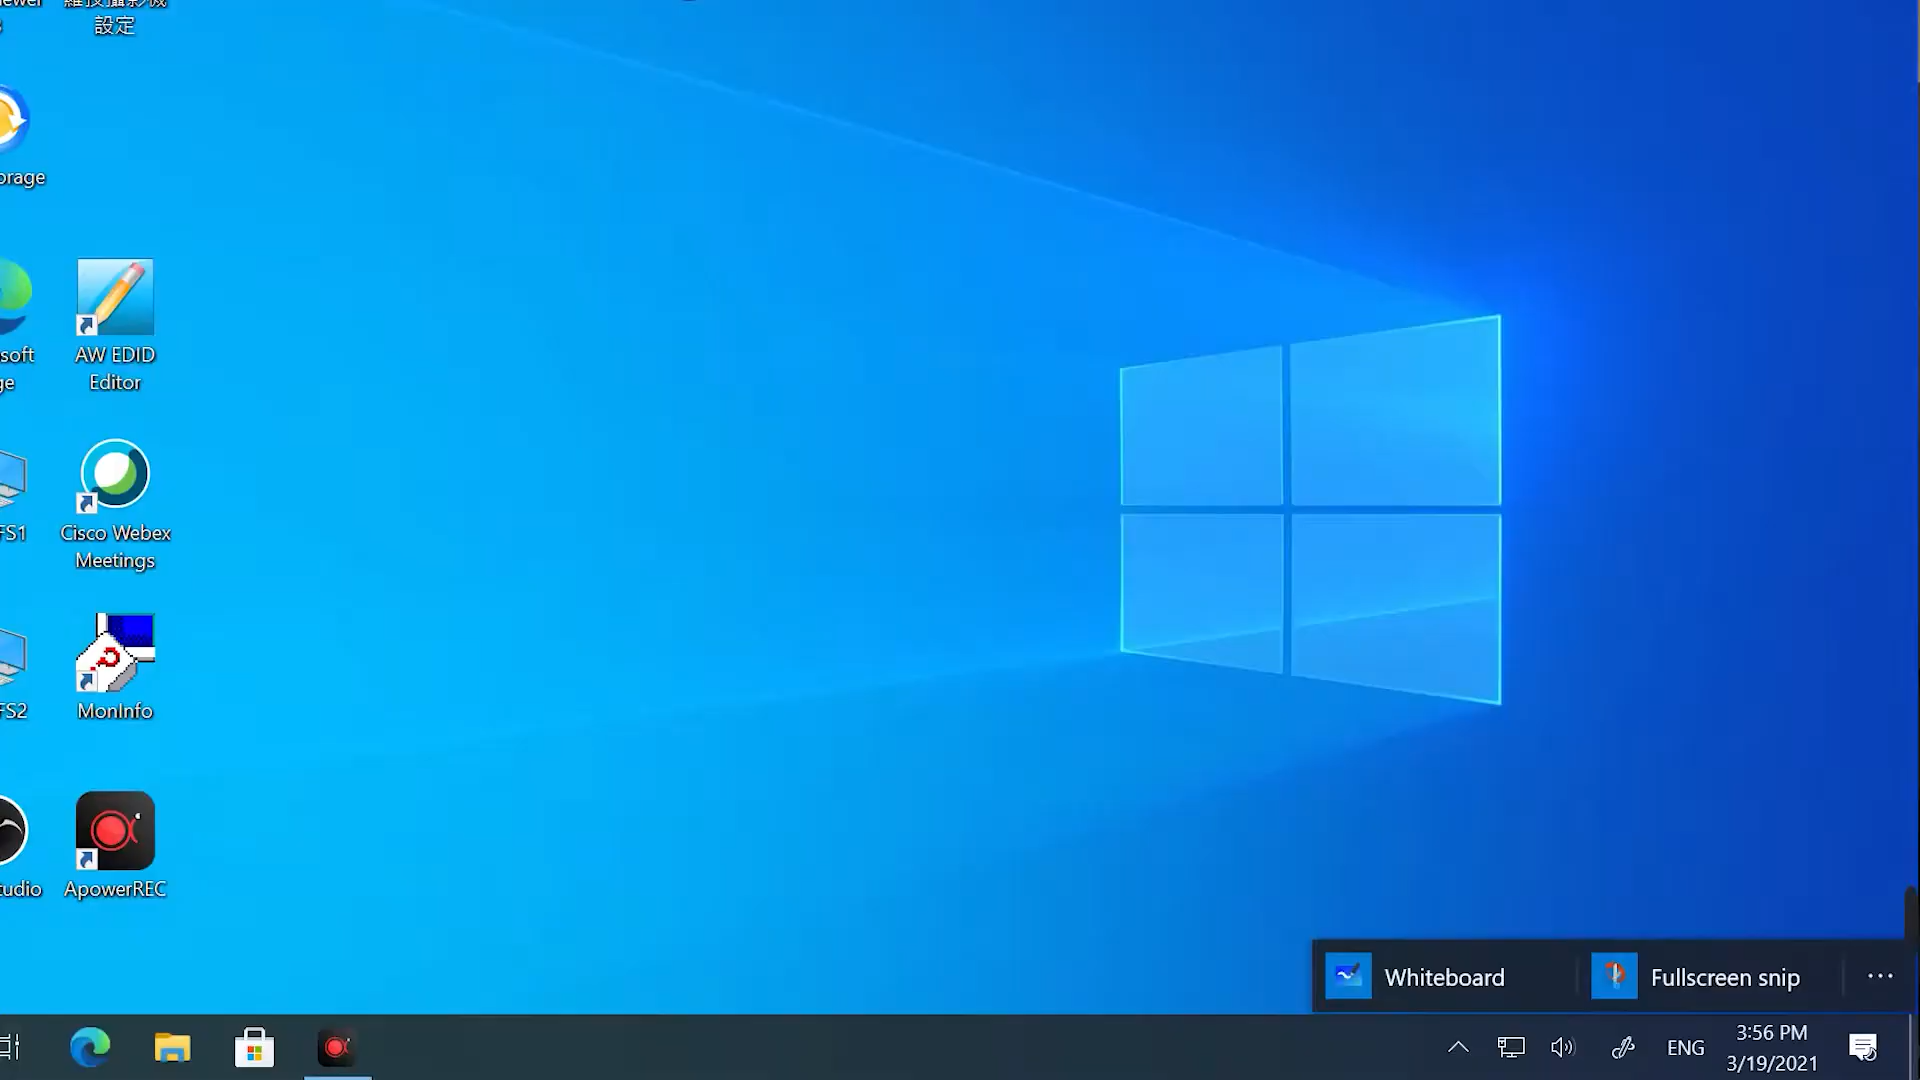 設定
orage
soft
ge
AW EDID
Editor
FS1
Cisco Webex
Meetings
FS2
MonInfo
tudio
ApowerREC
Whiteboard
Fullscreen snip
ENG
3:56 PM
3/19/2021